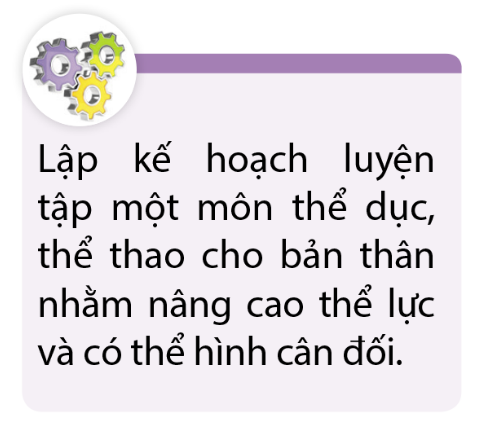 Lập kế hoạch luyện
tập một môn thể dục,
thể thao cho bản thân
nhằm nâng cao thể lực
và có thể hình cân đối.